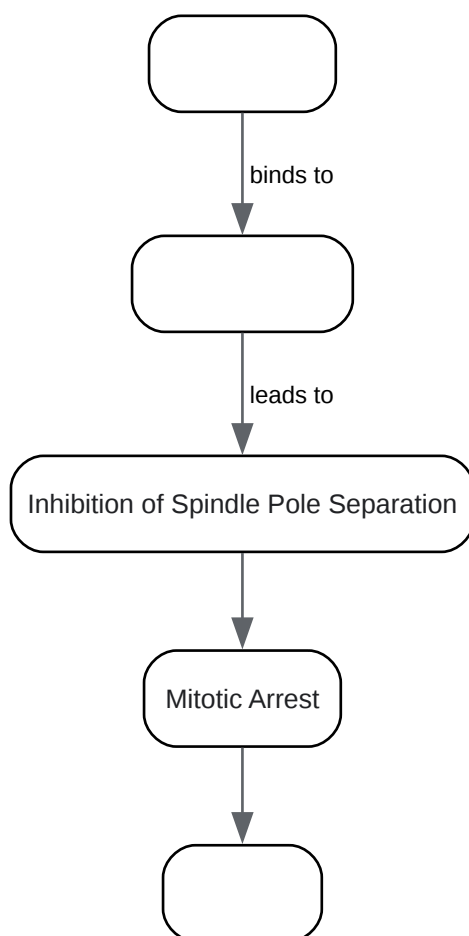 binds to
leads to
Inhibition of Spindle Pole Separation
Mitotic Arrest